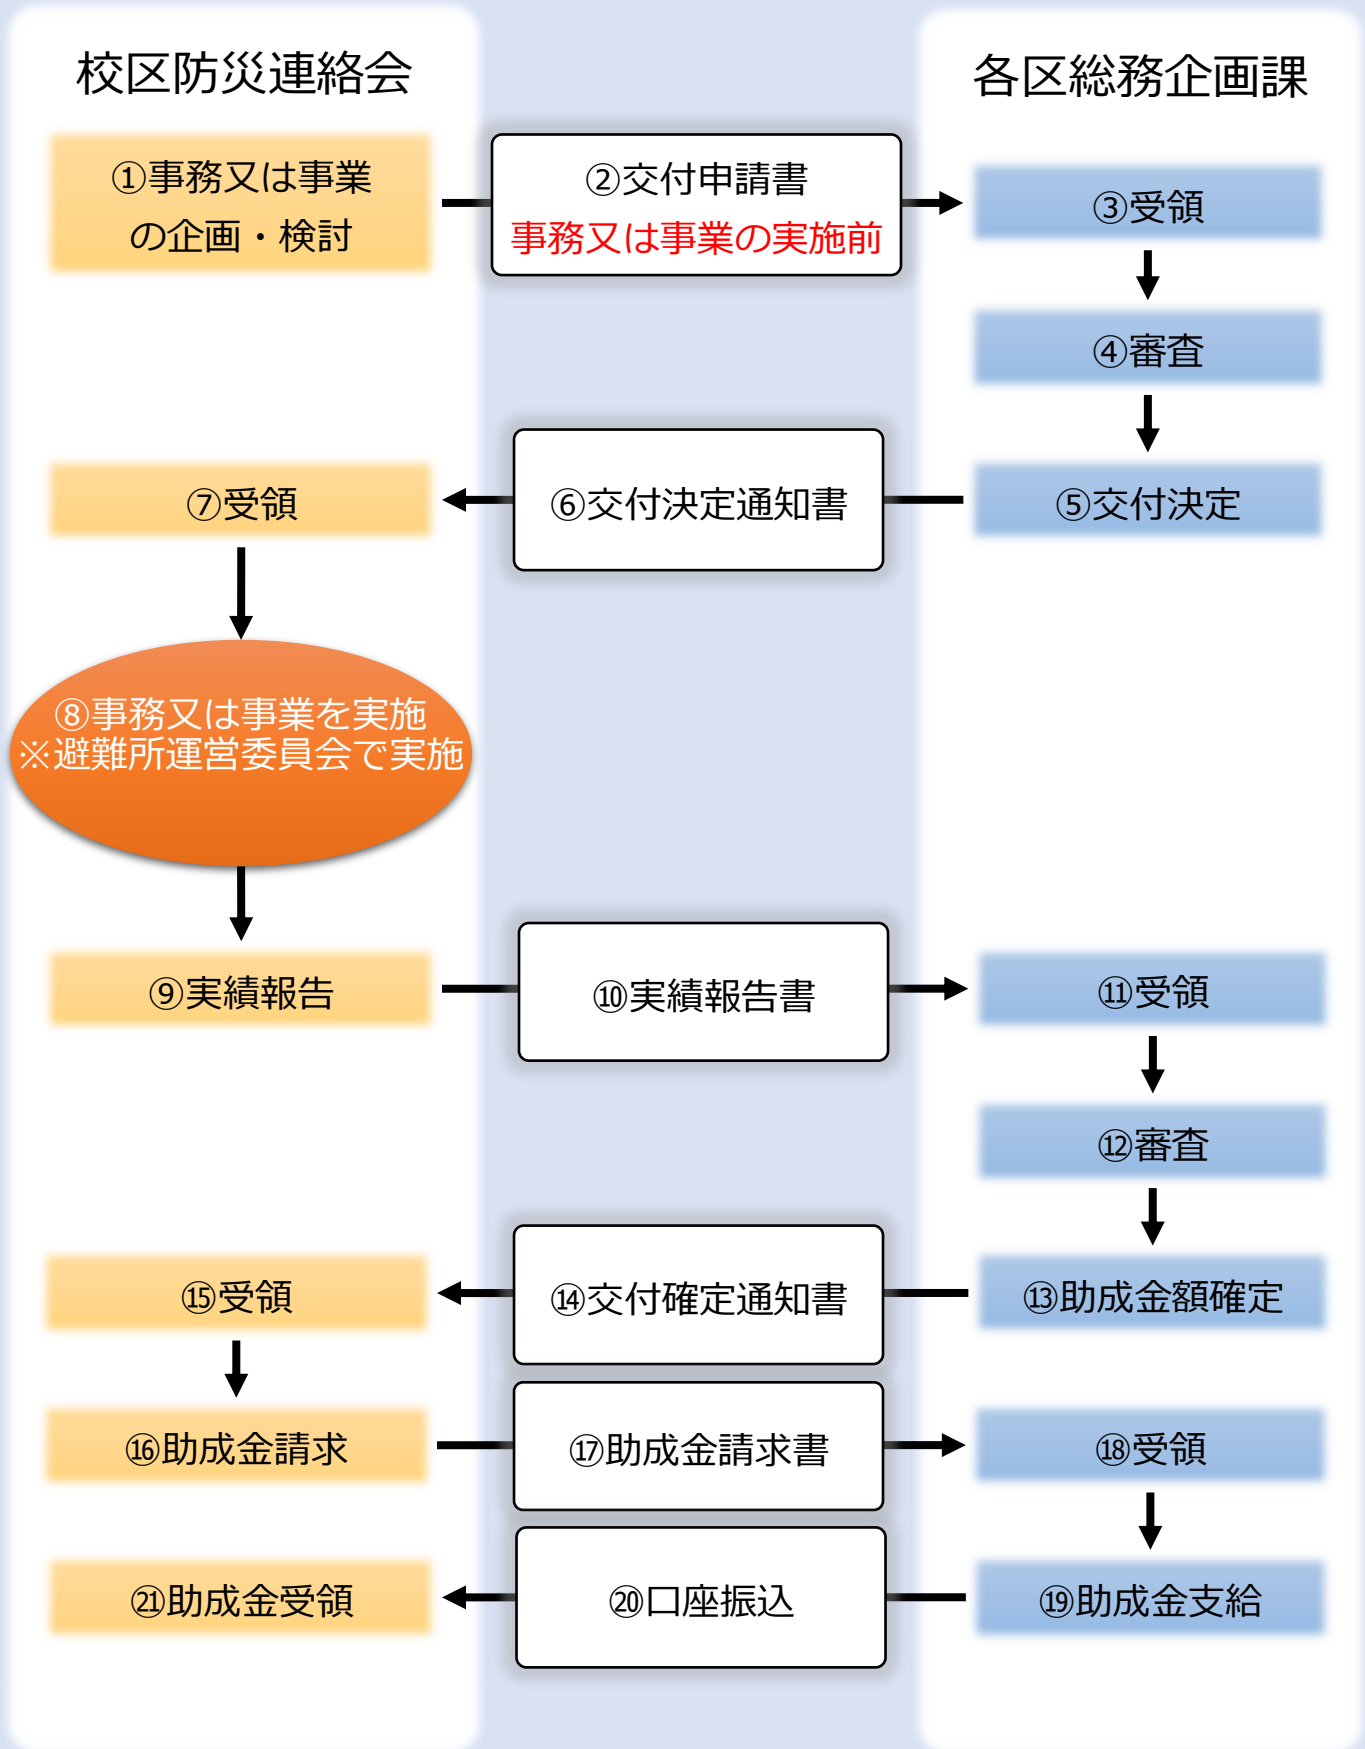 校区防災連絡会
各区総務企画課
①事務又は事業
の企画・検討
②交付申請書
事務又は事業の実施前
③受領
④審査
⑤交付決定
⑥交付決定通知書
⑦受領
⑧事務又は事業を実施
※避難所運営委員会で実施
⑨実績報告
⑩実績報告書
⑪受領
⑫審査
⑬助成金額確定
⑭交付確定通知書
⑮受領
⑯助成金請求
⑰助成金請求書
⑱受領
⑲助成金支給
⑳口座振込
㉑助成金受領